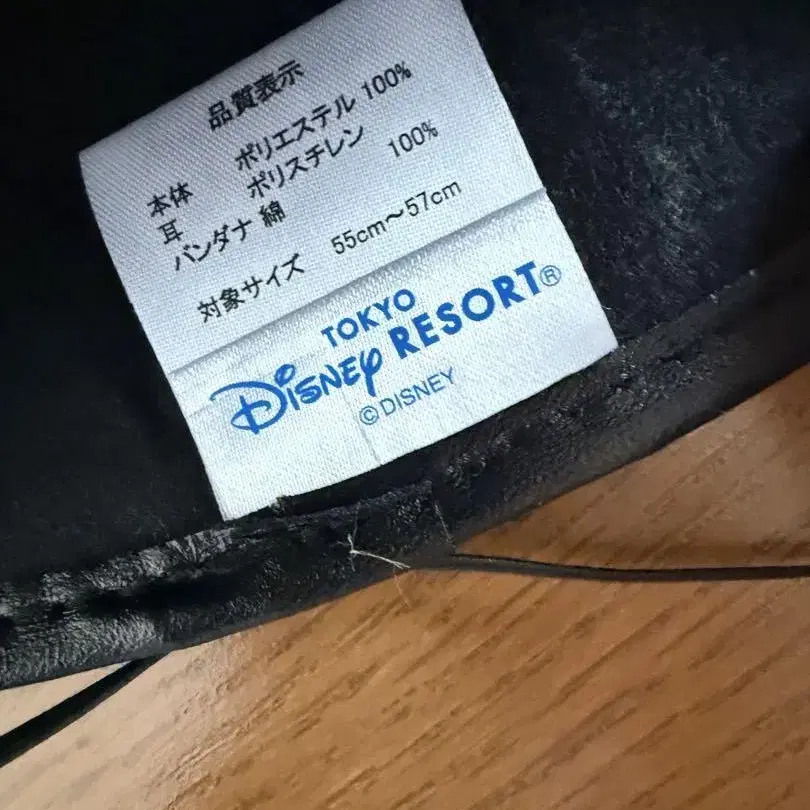 品質表示
本体 ポリエステル 100%
耳 ポリスチレン
バンダナ 綿 100%
対象サイズ 55cm～57cm
TOKYO
DISNEY RESORT®
© DISNEY